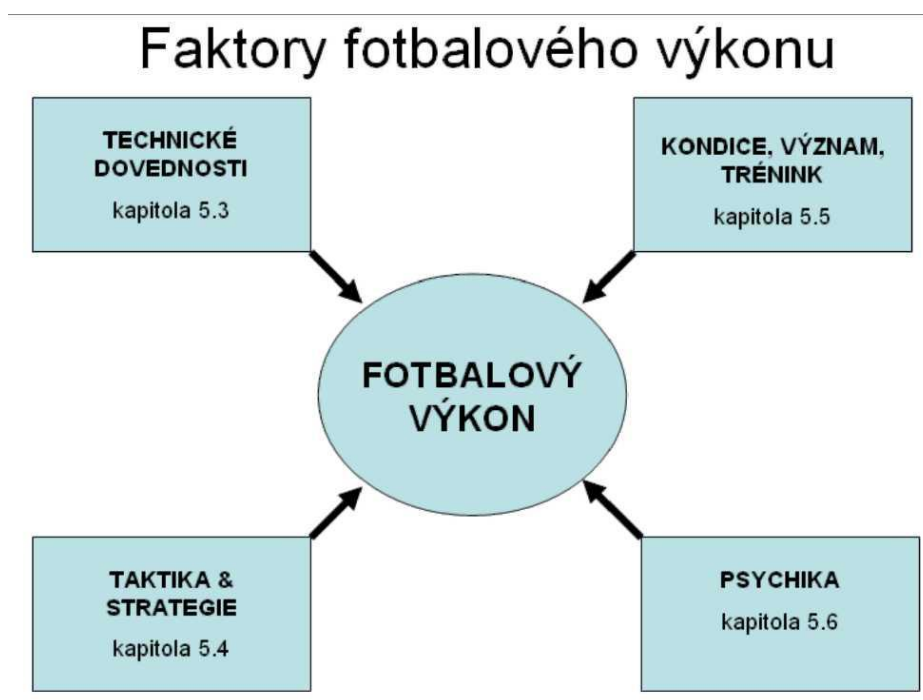 Faktory fotbalového výkonu
TECHNICKÉ
DOVEDNOSTI
kapitola 5.3
KONDICE, VÝZNAM,
TRÉNINK
kapitola 5.5
FOTBALOVÝ
VÝKON
TAKTIKA &
STRATEGIE
kapitola 5.4
PSYCHIKA
kapitola 5.6